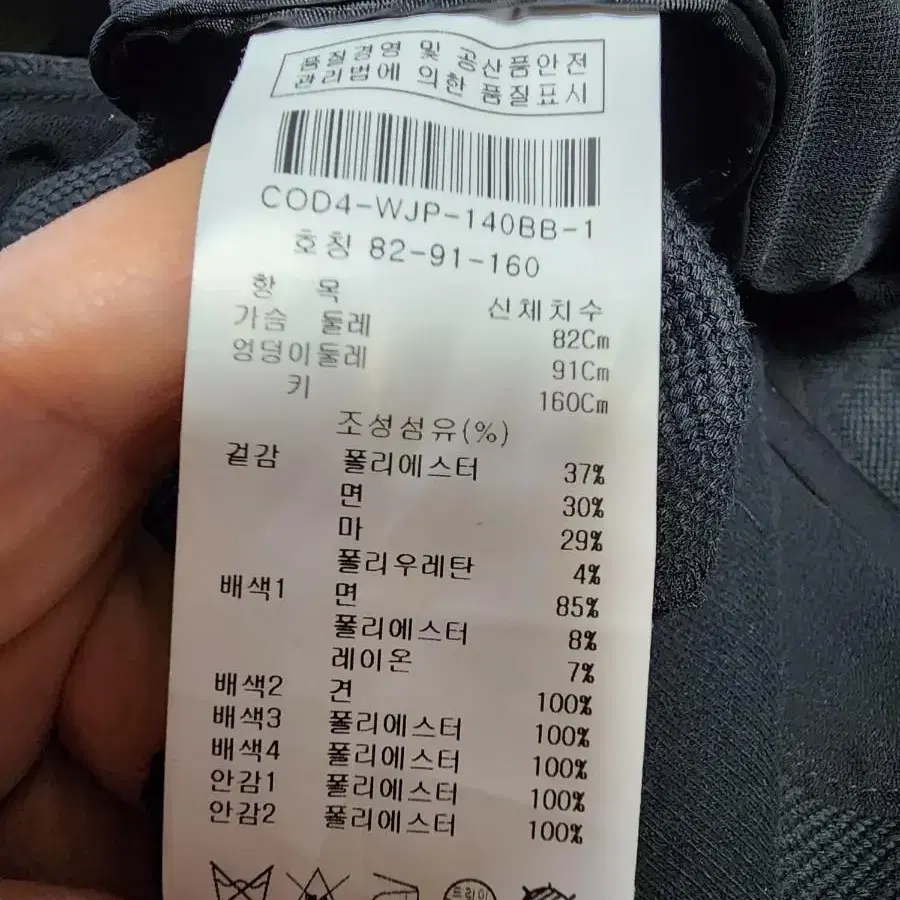 품질경영 및 공산품안전
관리법에 의한 품질표시
COD4-WJP-140BB-1
호칭 82-91-160
항 목 신체치수
가슴 둘레 82Cm
엉덩이둘레 91Cm
키 160Cm
조성섬유(%)
겉감 폴리에스터 37%
면 30%
마 29%
폴리우레탄 4%
배색1 면 85%
폴리에스터 8%
레이온 7%
배색2 견 100%
배색3 폴리에스터 100%
배색4 폴리에스터 100%
안감1 폴리에스터 100%
안감2 폴리에스터 100%
드라이